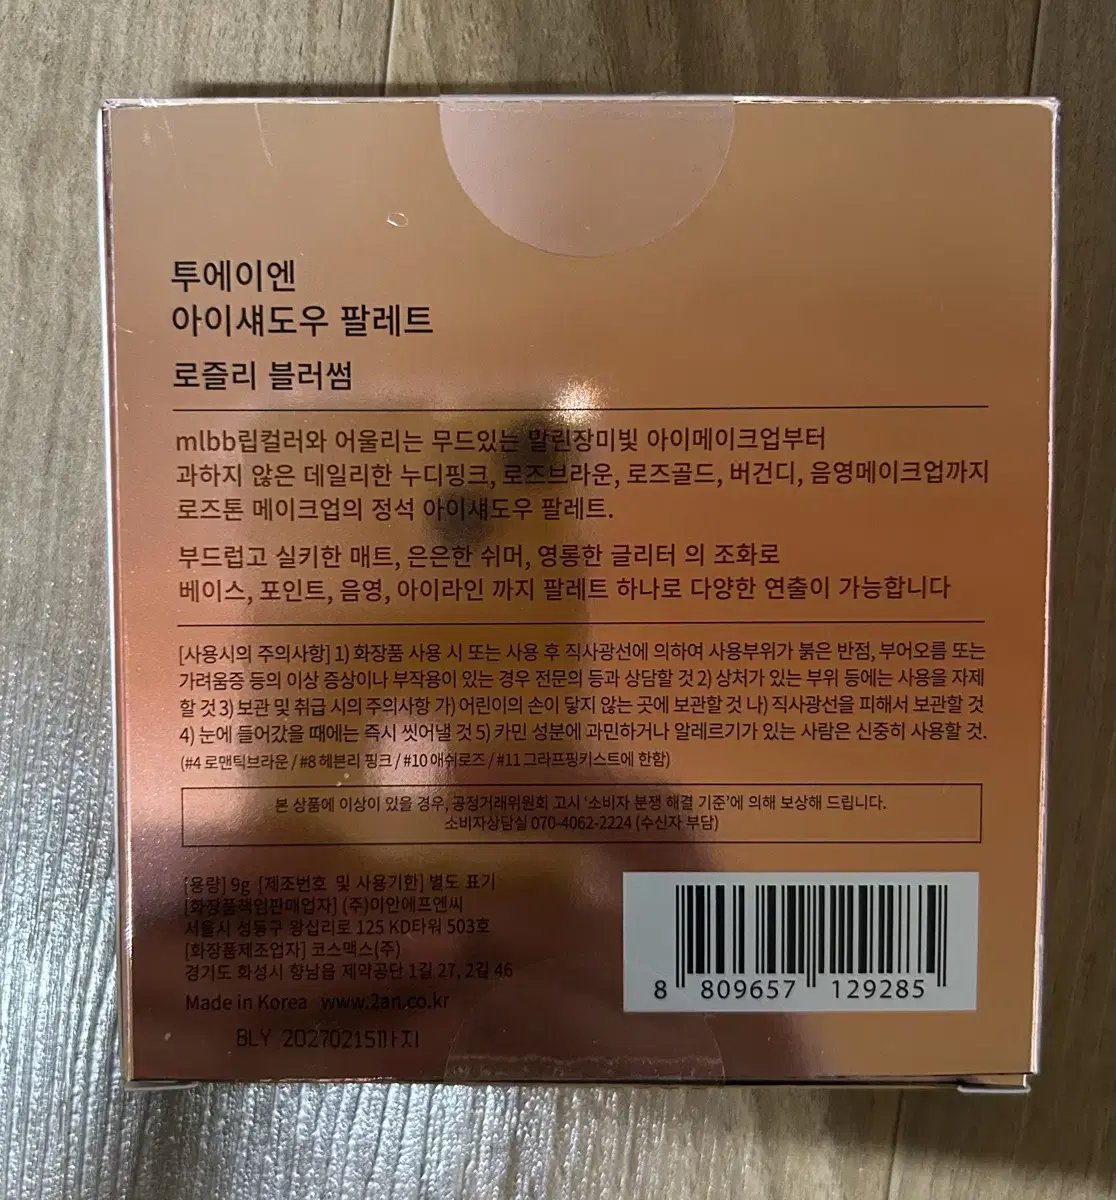 투에이엔
아이섀도우 팔레트
로즐리 블러썸
mlbb립컬러와 어울리는 무드있는 말린장미빛 아이메이크업부터
과하지 않은 데일리한 누디핑크, 로즈브라운, 로즈골드, 버건디, 음영메이크업까지
로즈톤 메이크업의 정석 아이섀도우 팔레트.
부드럽고 실키한 매트, 은은한 쉬머, 영롱한 글리터 의 조화로
베이스, 포인트, 음영, 아이라인 까지 팔레트 하나로 다양한 연출이 가능합니다
[사용시의 주의사항] 1) 화장품 사용 시 또는 사용 후 직사광선에 의하여 사용부위가 붉은 반점, 부어오름 또는
가려움증 등의 이상 증상이나 부작용이 있는 경우 전문의 등과 상담할 것 2) 상처가 있는 부위 등에는 사용을 자제
할 것 3) 보관 및 취급 시의 주의사항 가) 어린이의 손이 닿지 않는 곳에 보관할 것 나) 직사광선을 피해서 보관할 것
4) 눈에 들어갔을 때에는 즉시 씻어낼 것 5) 카민 성분에 과민하거나 알레르기가 있는 사람은 신중히 사용할 것.
(#4 로맨틱브라운 / #8 헤븐리 핑크 / #10 애쉬로즈 / #11 그라프핑키스트에 한함)
본 상품에 이상이 있을 경우, 공정거래위원회 고시 '소비자 분쟁 해결 기준'에 의해 보상해 드립니다.
소비자상담실 070-4062-2224 (수신자 부담)
[용량] 9g [제조번호 및 사용기한] 별도 표기
[화장품책임판매업자] (주)이안에프엔씨
서울시 성동구 왕십리로 125 KD타워 503호
[화장품제조업자] 코스맥스(주)
경기도 화성시 향남읍 제약공단 1길 27, 2길 46
Made in Korea www.2an.co.kr
BLY 20270215까지
8 809657 129285